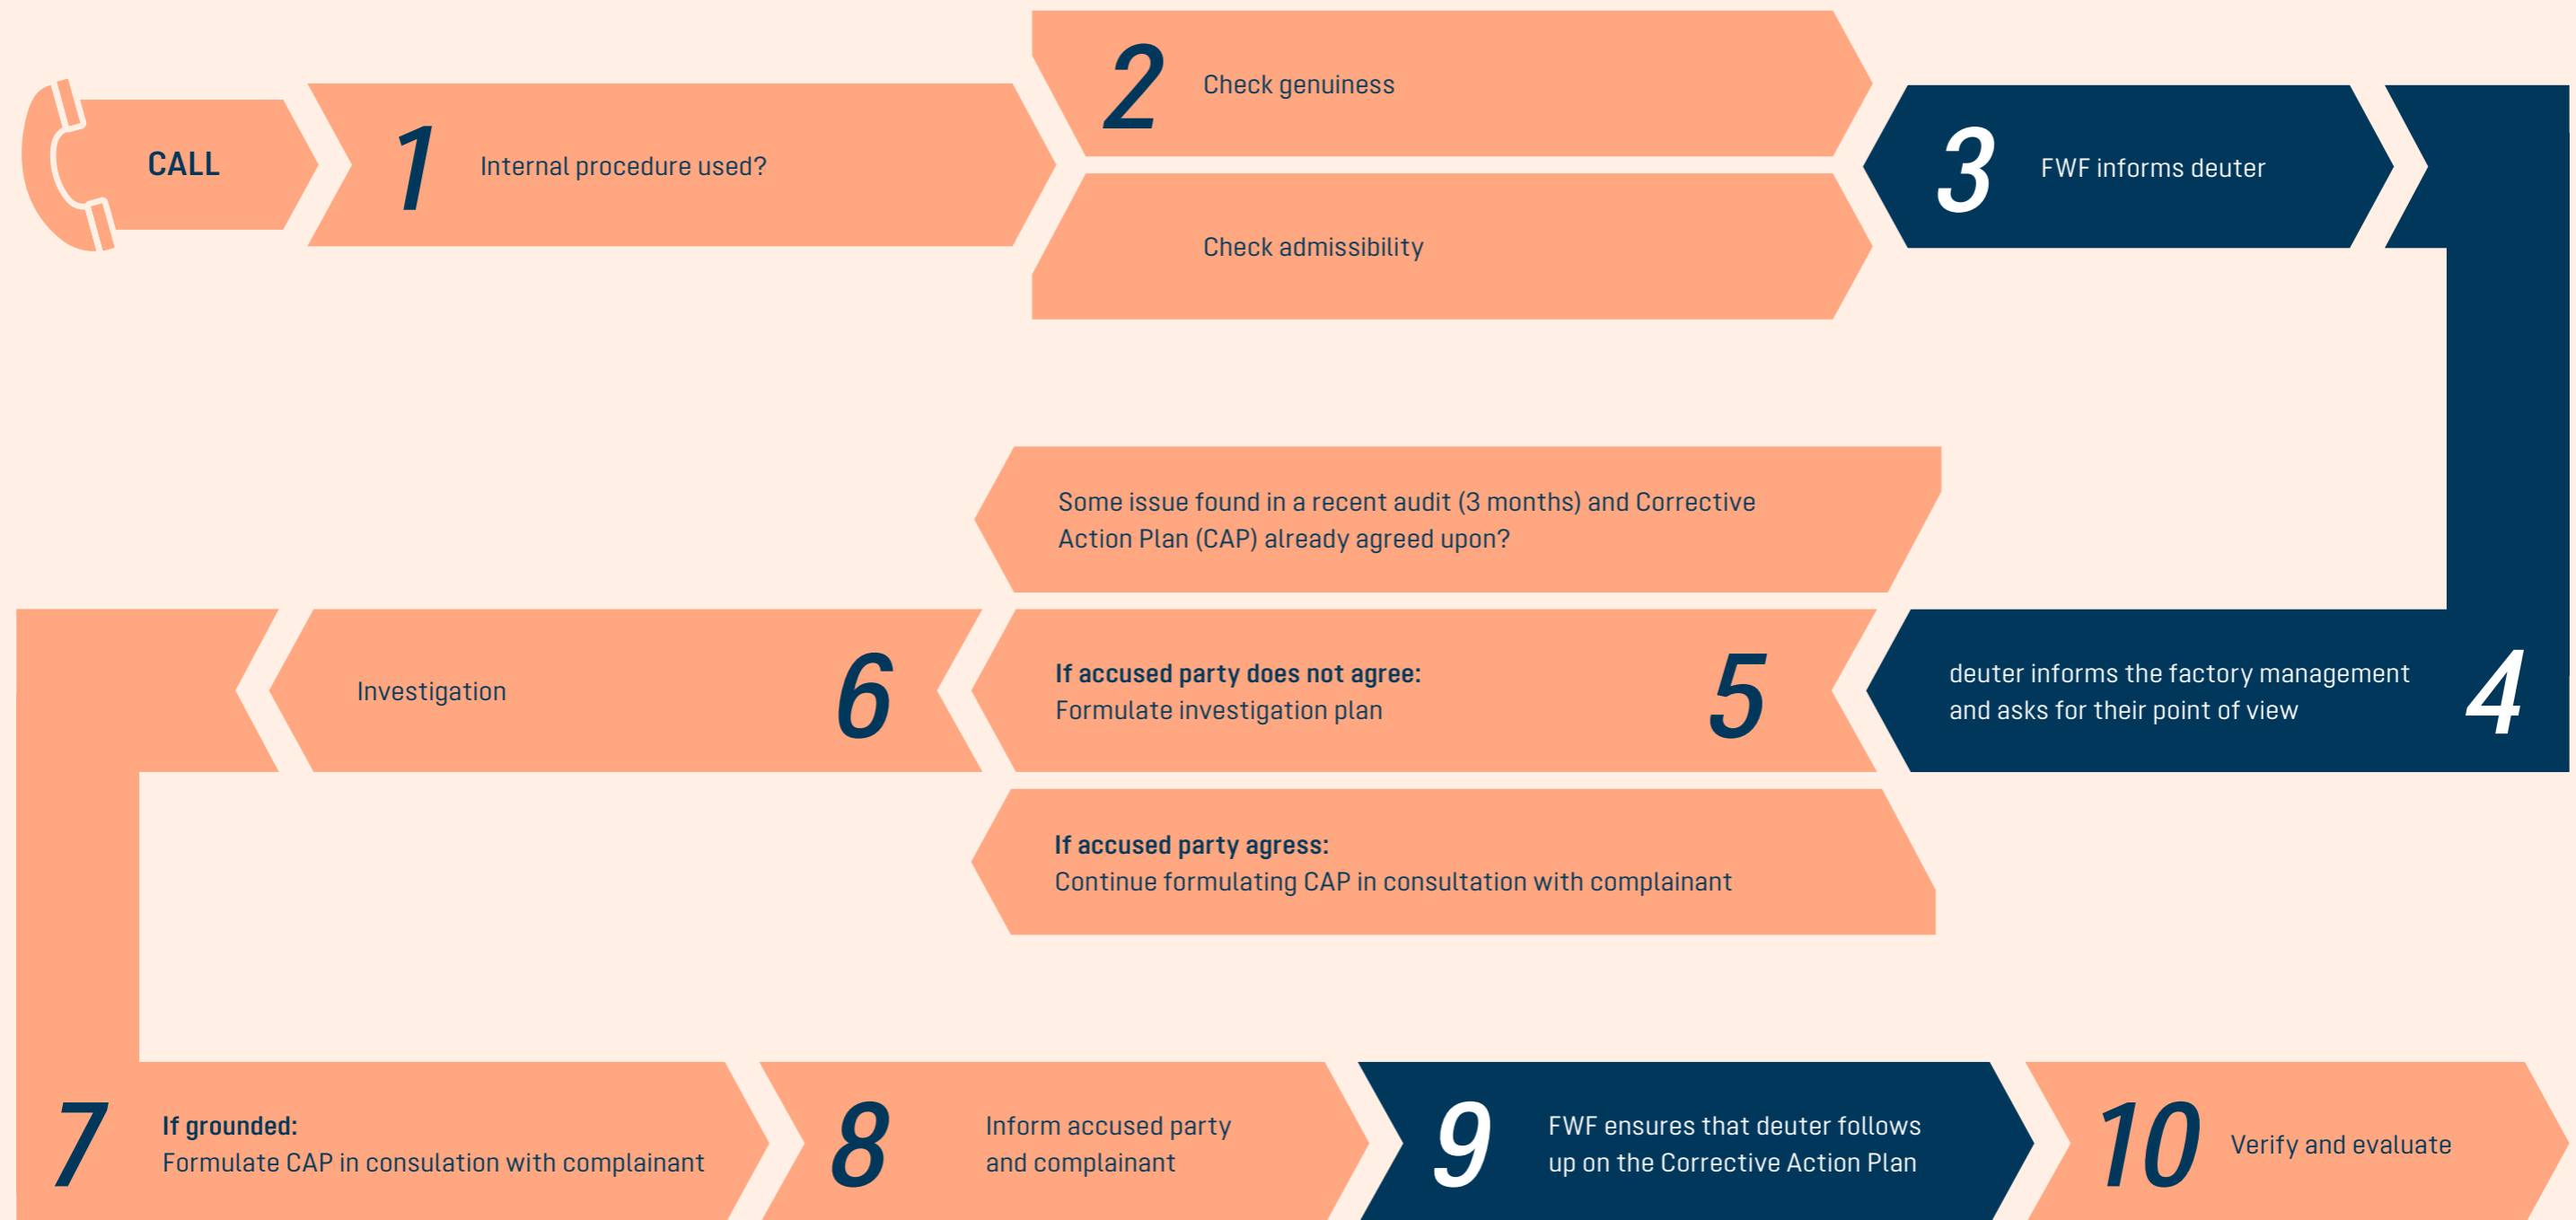 CALL
1
Internal procedure used?
2
Check genuiness
Check admissibility
3
FWF informs deuter
4
deuter informs the factory management
and asks for their point of view
5
Some issue found in a recent audit (3 months) and Corrective
Action Plan (CAP) already agreed upon?
If accused party does not agree:
Formulate investigation plan
If accused party agress:
Continue formulating CAP in consultation with complainant
6
Investigation
7
If grounded:
Formulate CAP in consulation with complainant
8
Inform accused party
and complainant
9
FWF ensures that deuter follows
up on the Corrective Action Plan
10
Verify and evaluate